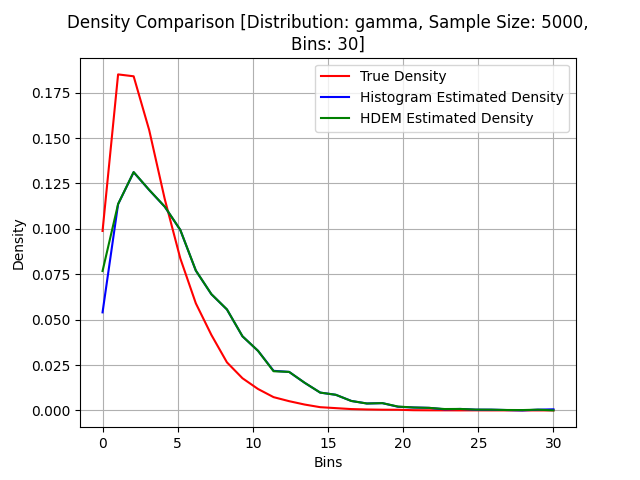 Density Comparison [Distribution: gamma, Sample Size: 5000,
Bins: 30]
True Density
Histogram Estimated Density
HDEM Estimated Density
Density
0.175
0.150
0.125
0.100
0.075
0.050
0.025
0.000
0 5 10 15 20 25 30
Bins